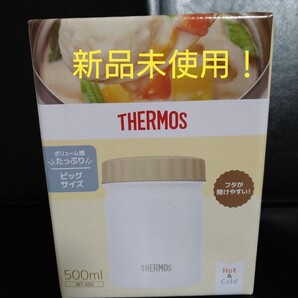 新品未使用！
THERMOS
ボリューム満
たっぷり
ビッグ
サイズ
フタが
開けやすい！
THERMOS
500ml
Hot
&
Cold